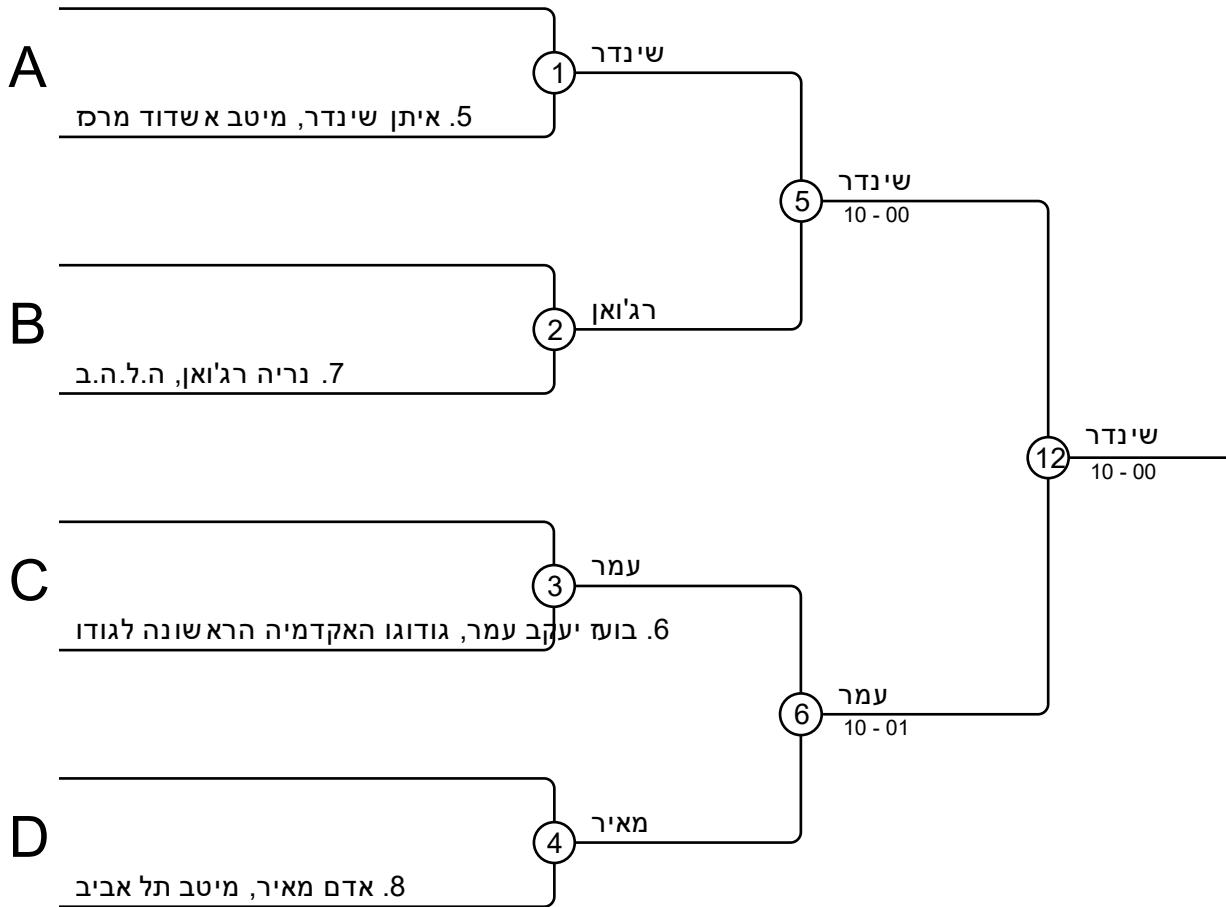 A
1
שינדר
5. איתן שינדר, מיטב אשדוד מרכז
5
שינדר
10 - 00
B
2
רג'ואן
7. נריה רג'ואן, ה.ל.ה.ב
12
שינדר
10 - 00
C
3
עמר
6. בועז יעקב עמר, גודוגו האקדמיה הראשונה לגודו
6
עמר
10 - 01
D
4
מאיר
8. אדם מאיר, מיטב תל אביב